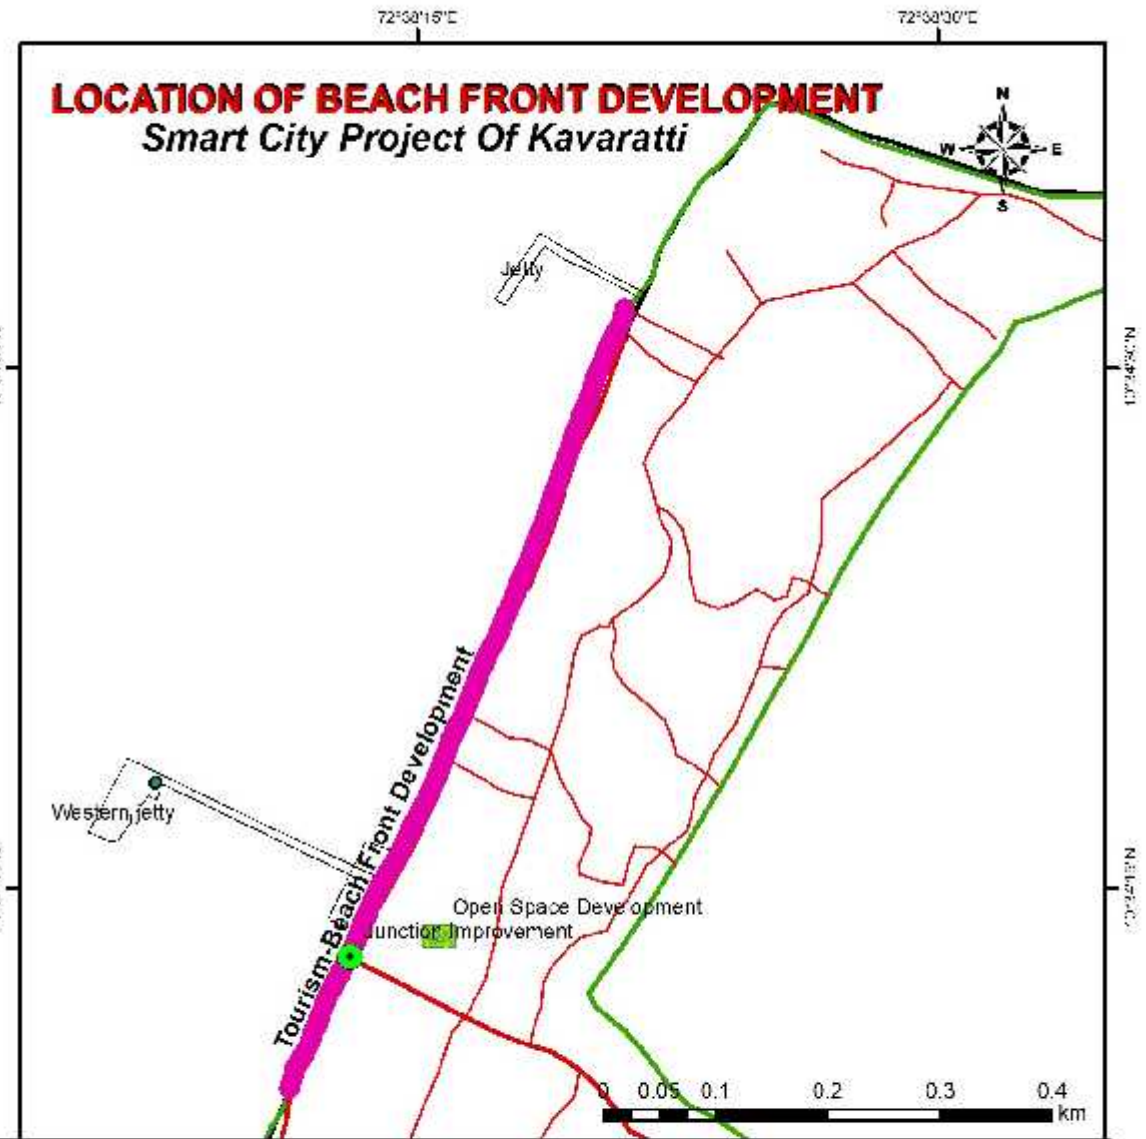 72°38'15"E
72°38'30"E
LOCATION OF BEACH FRONT DEVELOPMENT
Smart City Project Of Kavaratti
N
W
E
S
Jetty
Tourism-Beach Front Development
Western jetty
Open Space Development
Junction Improvement
0 0.05 0.1 0.2 0.3 0.4
km